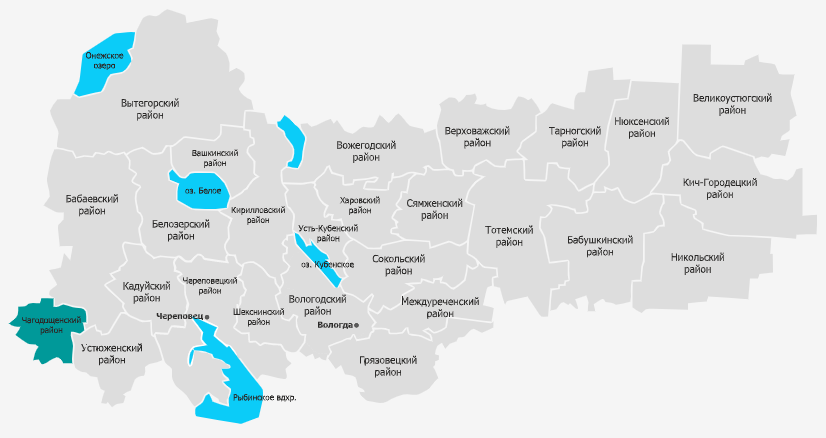 Онежское
озеро
Вытегорский
район
Великоустюгский
район
Нюксенский
район
Тарногский
район
Верховажский
район
Вожегодский
район
Вашкинский
район
оз. Белое
Кич-Городецкий
район
Бабаевский
район
Харовский
район
Сямженский
район
Кирилловский
район
Белозерский
район
Усть-Кубенский
район
Тотемский
район
Бабушкинский
район
оз. Кубенское
Сокольский
район
Никольский
район
Череповецкий
район
Кадуйский
район
Вологодский
район
Междуреченский
район
Шекснинский
район
Череповец
Чагодощенский
район
Вологда
Устюженский
район
Грязовецкий
район
Рыбинское вдхр.